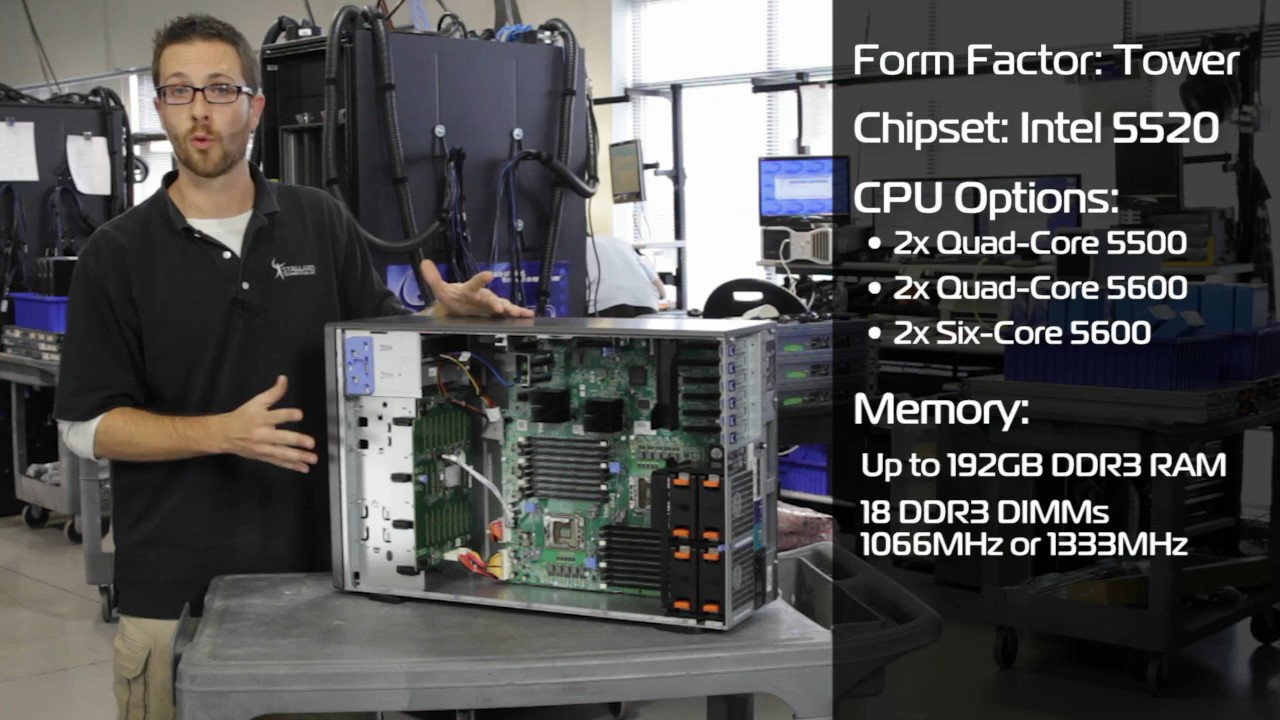 Form Factor: Tower
Chipset: Intel 5520
CPU Options:
• 2x Quad-Core 5500
• 2x Quad-Core 5600
• 2x Six-Core 5600
Memory:
Up to 192GB DDR3 RAM
18 DDR3 DIMMs
1066MHz or 1333MHz
STALLARD